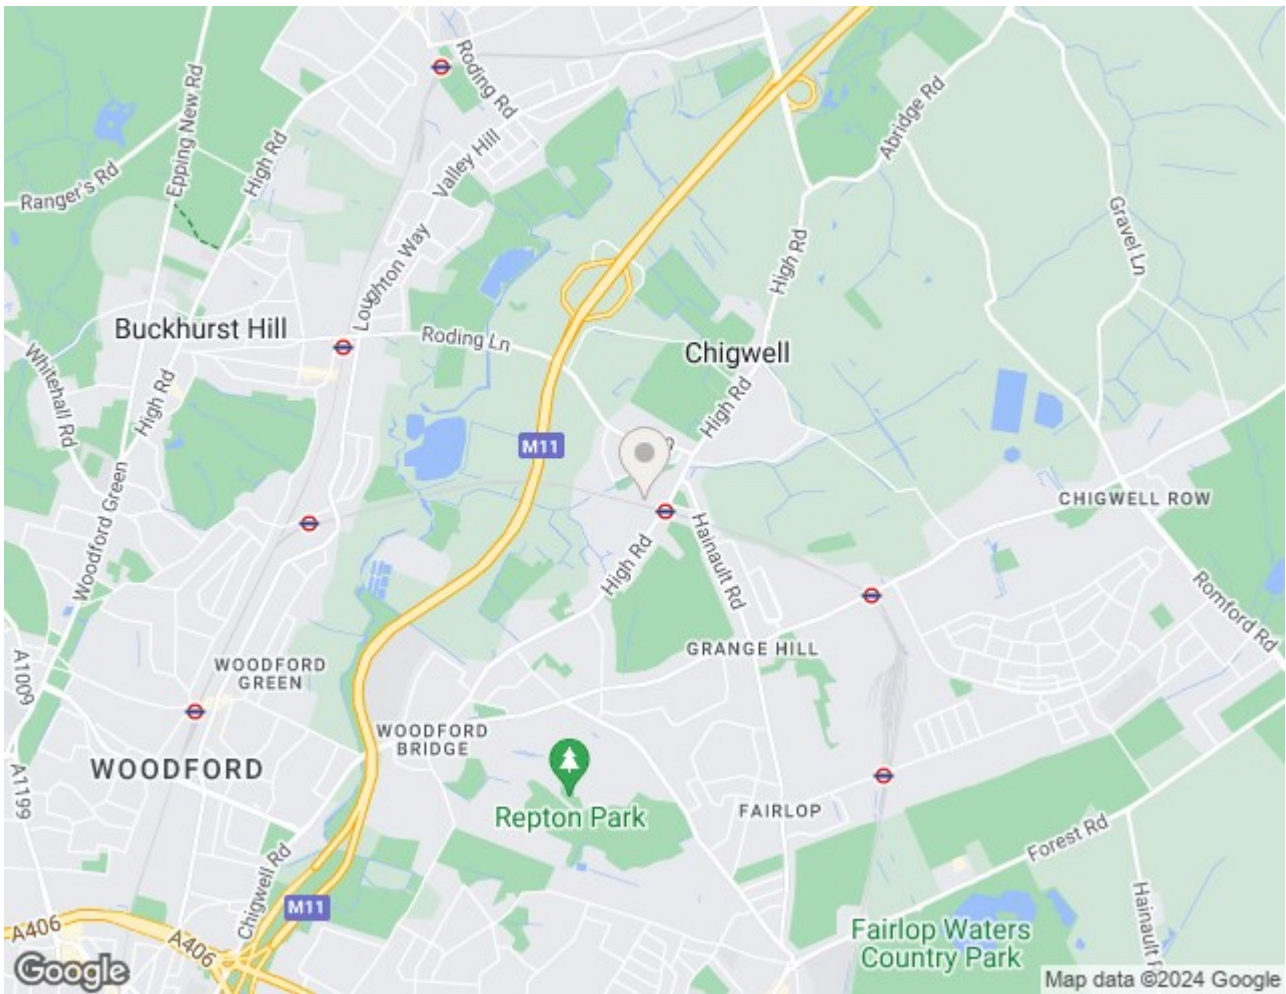 Roding Rd
Epping New Rd
High Rd
Valley Hill
Abridge Rd
Ranger's Rd
Gravel Ln
High Rd
Loughton Way
Buckhurst Hill
Roding Ln
Chigwell
Whitehall Rd
High Rd
High Rd
M11
CHIGWELL ROW
Woodford Green
Hainault Rd
High Rd
Romford Rd
GRANGE HILL
A1009
WOODFORD
GREEN
WOODFORD
BRIDGE
WOODFORD
A1199
Repton Park
FAIRLOP
Forest Rd
Chigwell Rd
M11
A406
A406
Fairlop Waters
Country Park
Google
Map data ©2024 Google